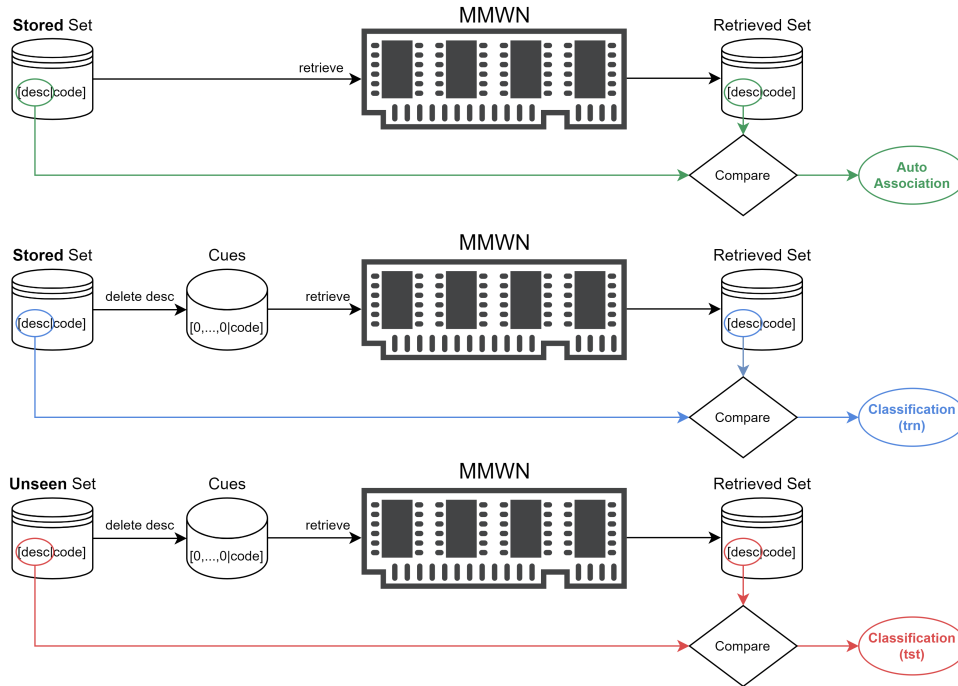 Stored Set
MMWN
Retrieved Set
retrieve
[desc|code]
[desc|code]
Compare
Auto
Association
Stored Set
Cues
MMWN
Retrieved Set
delete desc
retrieve
[desc|code]
[0,...,0|code]
[desc|code]
Compare
Classification
(trn)
Unseen Set
Cues
MMWN
Retrieved Set
delete desc
retrieve
[desc|code]
[0,...,0|code]
[desc|code]
Compare
Classification
(tst)